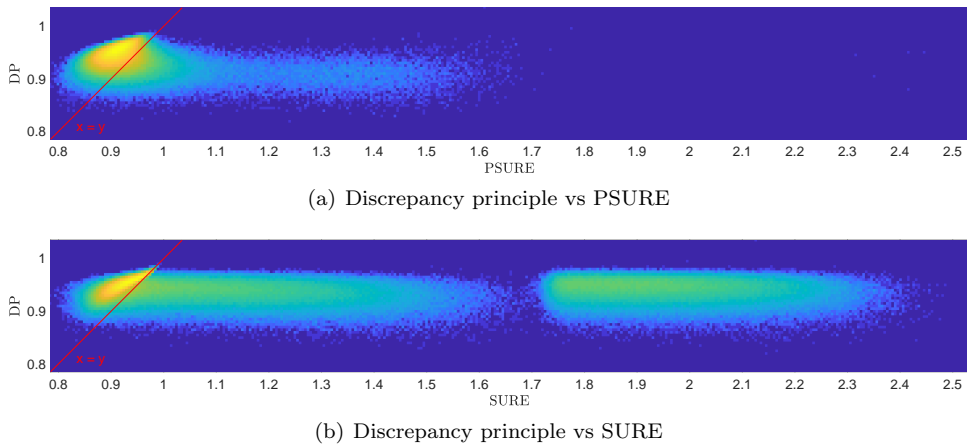 1
0.9
0.8
DP
x = y
0.8 0.9 1 1.1 1.2 1.3 1.4 1.5 1.6 1.7 1.8 1.9 2 2.1 2.2 2.3 2.4 2.5
PSURE
(a) Discrepancy principle vs PSURE
1
0.9
0.8
DP
x = y
0.8 0.9 1 1.1 1.2 1.3 1.4 1.5 1.6 1.7 1.8 1.9 2 2.1 2.2 2.3 2.4 2.5
SURE
(b) Discrepancy principle vs SURE